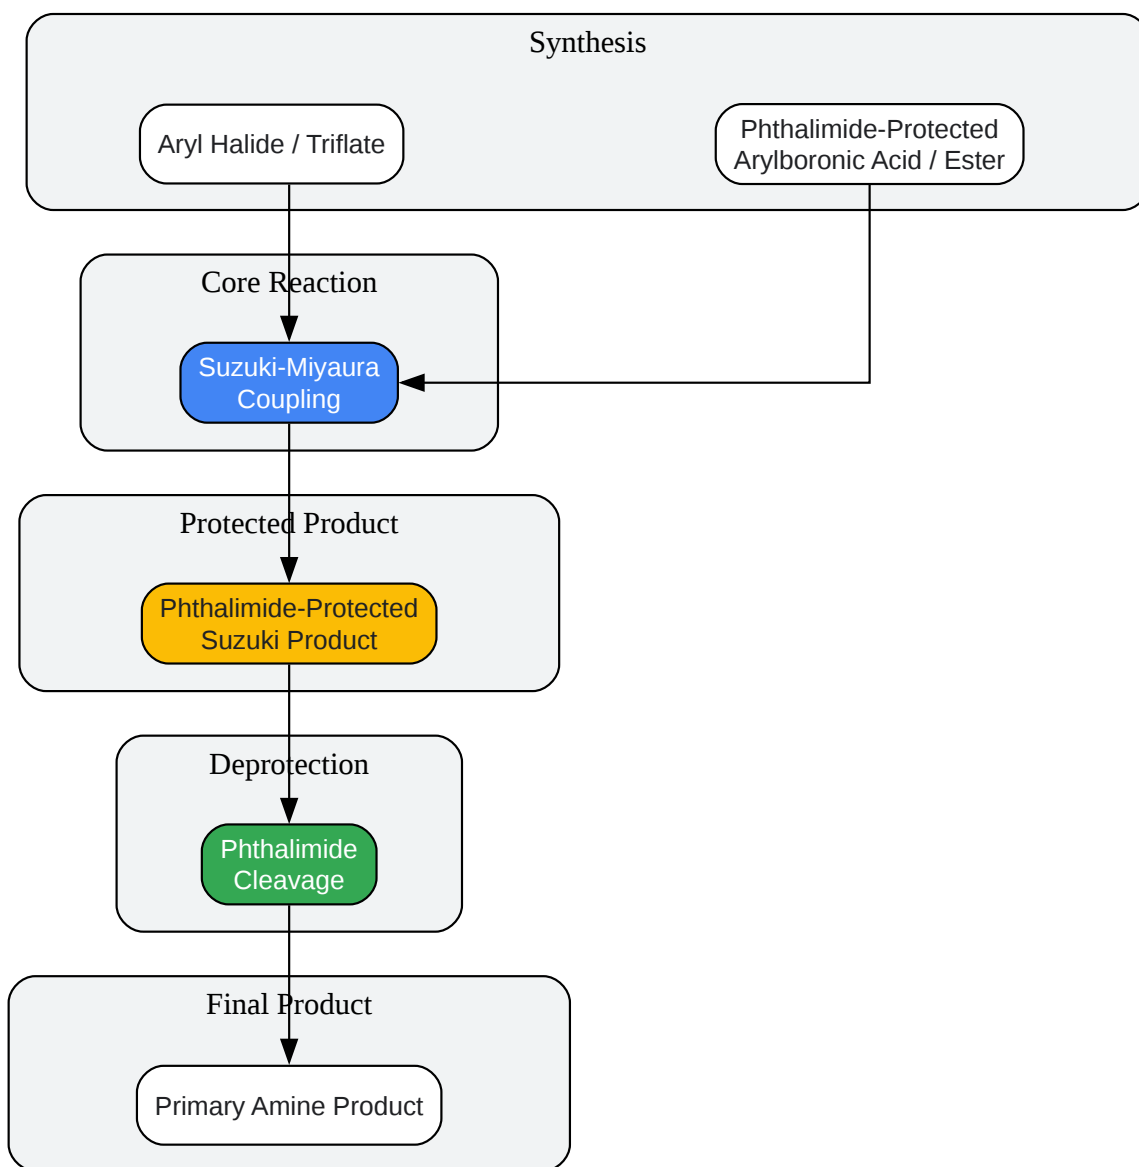 Synthesis
Aryl Halide / Triflate
Phthalimide-Protected
Arylboronic Acid / Ester
Core Reaction
Suzuki-Miyaura
Coupling
Protected Product
Phthalimide-Protected
Suzuki Product
Deprotection
Phthalimide
Cleavage
Final Product
Primary Amine Product